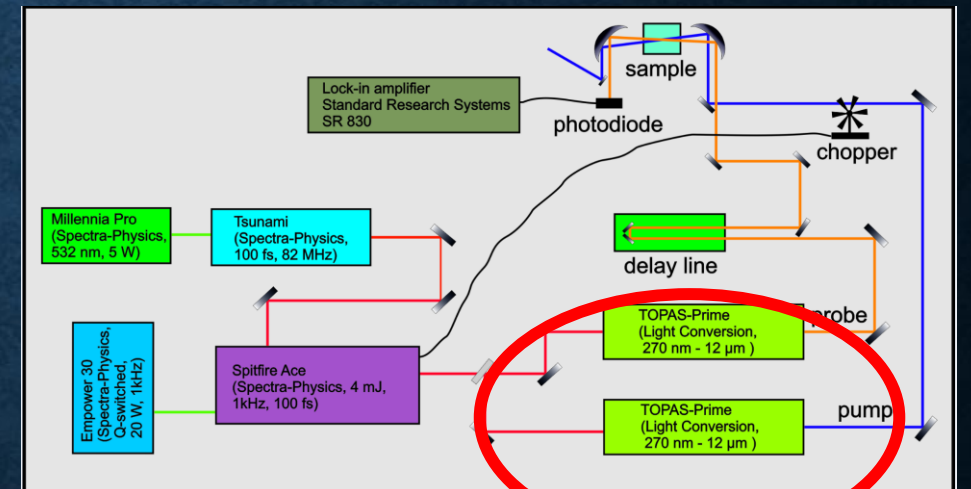 sample
Lock-in amplifier
Standard Research Systems
SR 830
photodiode
chopper
Millennia Pro
(Spectra-Physics,
532 nm, 5 W)
Tsunami
(Spectra-Physics,
100 fs, 82 MHz)
delay line
TOPAS-Prime
(Light Conversion,
270 nm - 12 µm )
probe
Empower 30
(Spectra-Physics,
Q-switched,
20 W, 1kHz)
Spitfire Ace
(Spectra-Physics, 4 mJ,
1kHz, 100 fs)
TOPAS-Prime
(Light Conversion,
270 nm - 12 µm )
pump